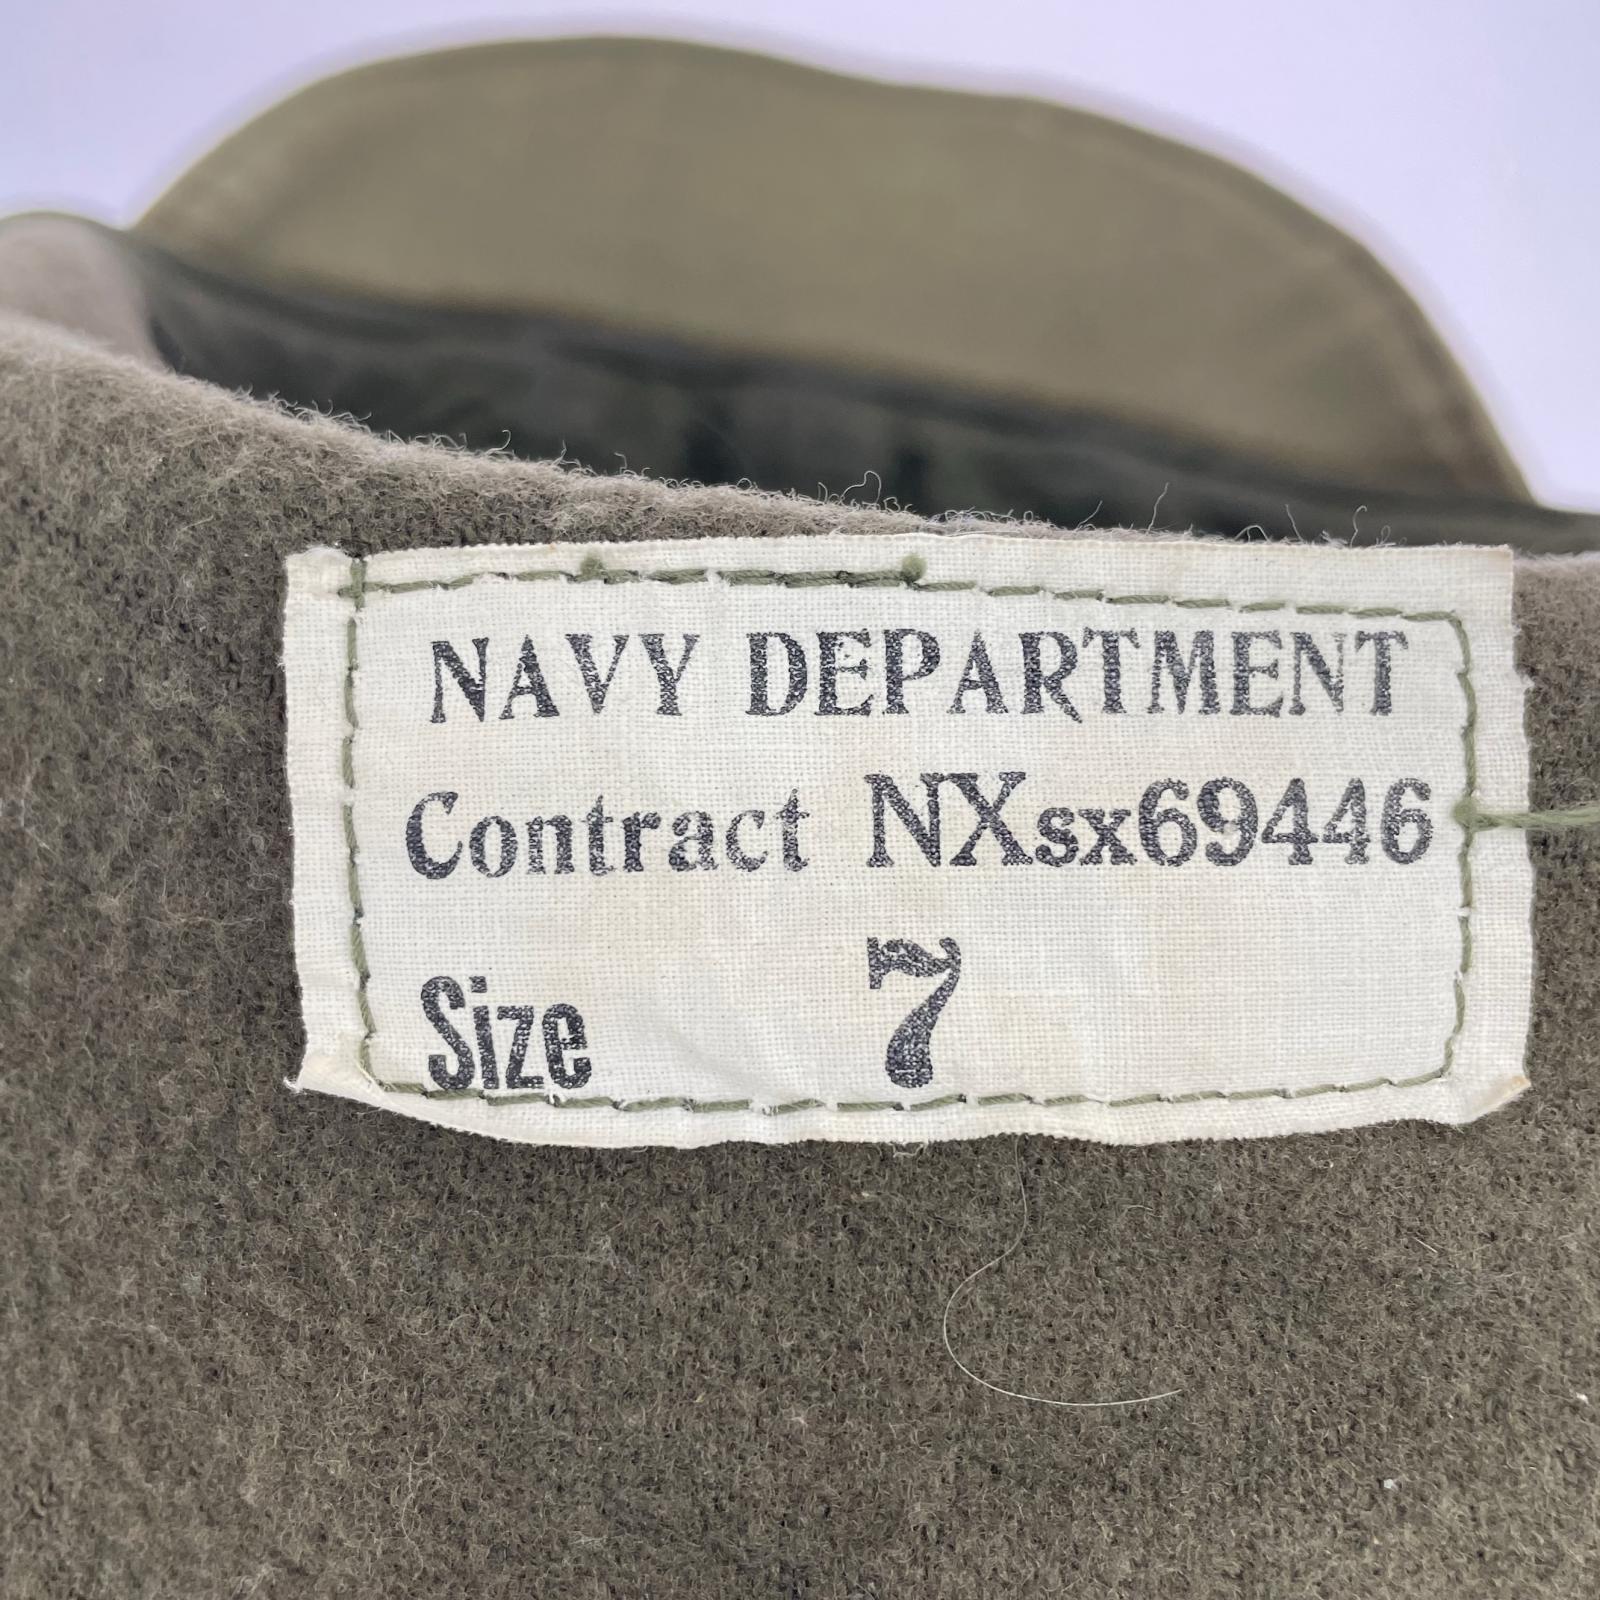 NAVY DEPARTMENT
Contract NXsx69446
Size 7